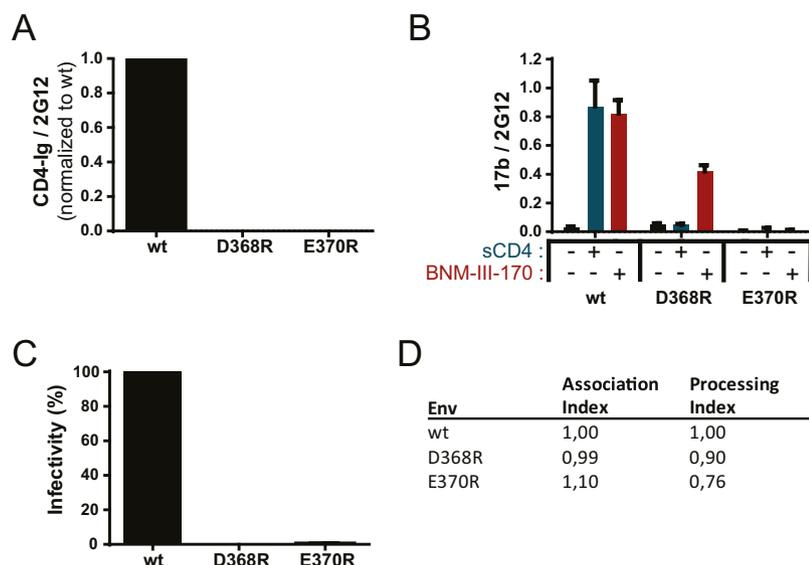 A
CD4-Ig / 2G12
(normalized to wt)
1.0
0.8
0.6
0.4
0.2
0.0
wt D368R E370R
B
17b / 2G12
1.2
1.0
0.8
0.6
0.4
0.2
0.0
sCD4 : - + - - + - - + -
BNM-III-170 : - - + - - + - - +
wt D368R E370R
C
Infectivity (%)
100
80
60
40
20
0
wt D368R E370R
D
Env Association Index Processing Index
wt 1,00 1,00
D368R 0,99 0,90
E370R 1,10 0,76